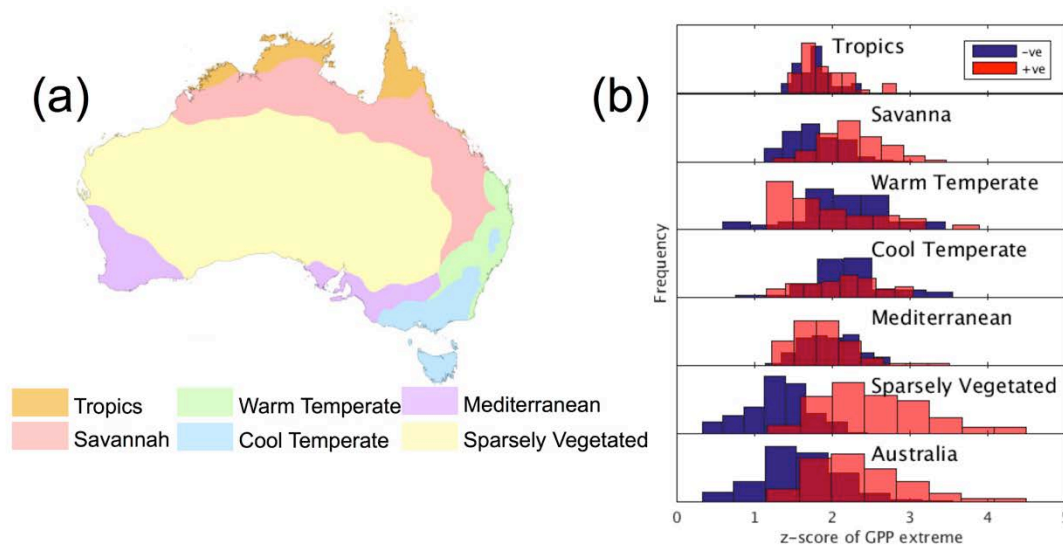 (a)
Tropics
Warm Temperate
Mediterranean
Savannah
Cool Temperate
Sparsely Vegetated
(b)
Tropics
-ve
+ve
Savanna
Warm Temperate
Cool Temperate
Mediterranean
Sparsely Vegetated
Australia
Frequency
0 1 2 3 4 5
z-score of GPP extreme